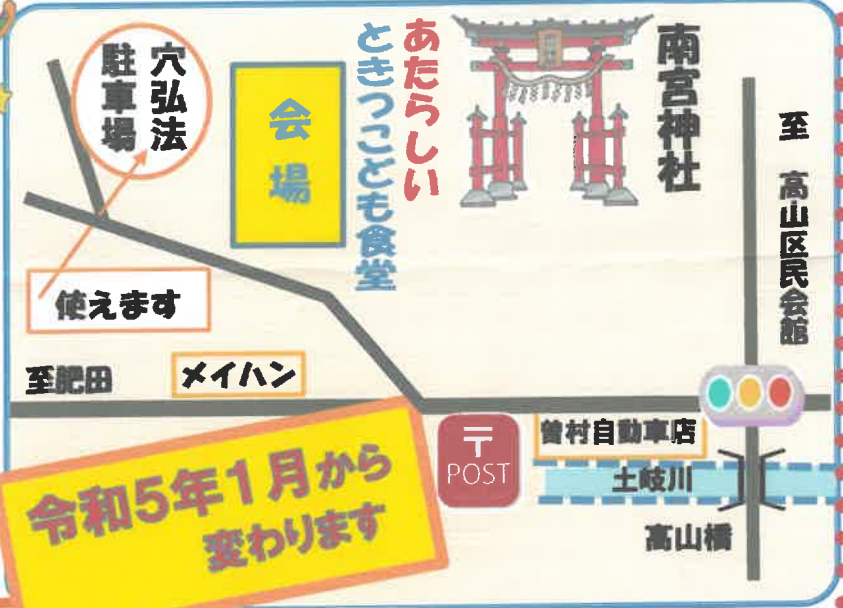 穴弘法
駐車場
会場
あたらしい
ときつこども食堂
南宮神社
至 高山区民会館
使えます
至肥田
メイハン
〒
POST
曽村自動車店
土岐川
高山橋
令和5年1月から
変わります